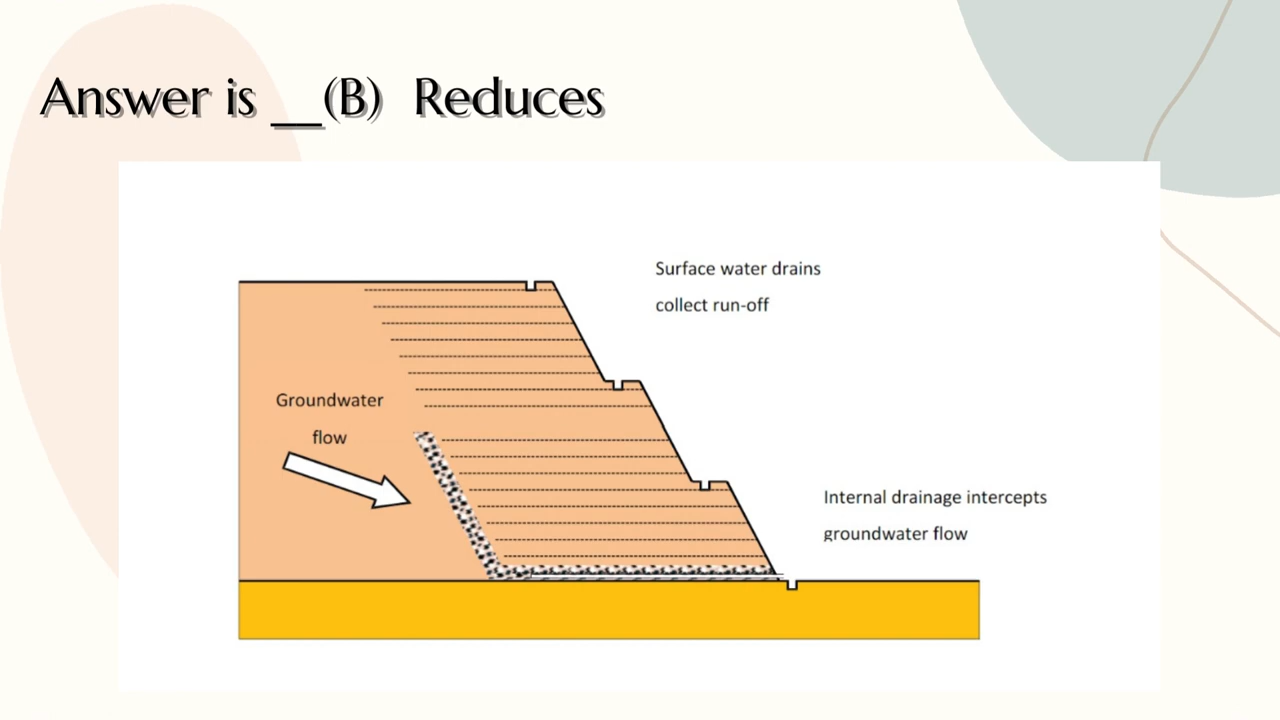 Answer is __(B) Reduces
Surface water drains
collect run-off
Groundwater
flow
Internal drainage intercepts
groundwater flow